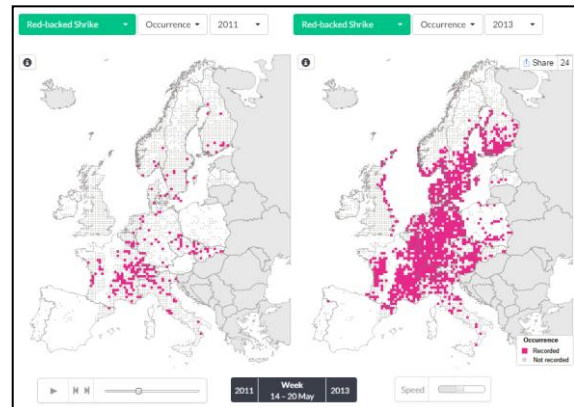 Red-backed Shrike Occurrence 2011
Red-backed Shrike Occurrence 2013
Share 24
Occurrence
Recorded
Not recorded
2011 Week 2013
14 – 20 May
Speed